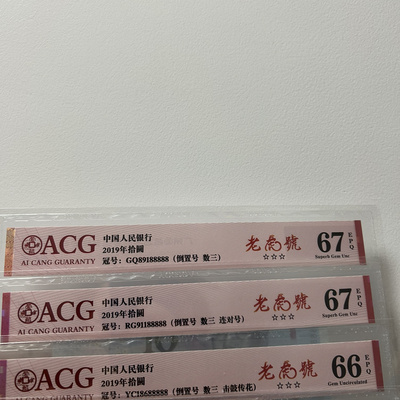 ACG
AI CANG GUARANTY
中国人民银行
2019年拾圆
冠号：GQ89188888（倒置号 数三）
老虎號
☆☆☆
67 EPQ
Superb Gem Unc
ACG
AI CANG GUARANTY
中国人民银行
2019年拾圆
冠号：RG91188888（倒置号 数三 连对号）
老虎號
☆☆☆
67 EPQ
Superb Gem Unc
ACG
AI CANG GUARANTY
中国人民银行
2019年拾圆
冠号：YC18688888（倒置号 数三 击鼓传花）
老虎號
☆☆☆
66 EPQ
Gem Uncirculated